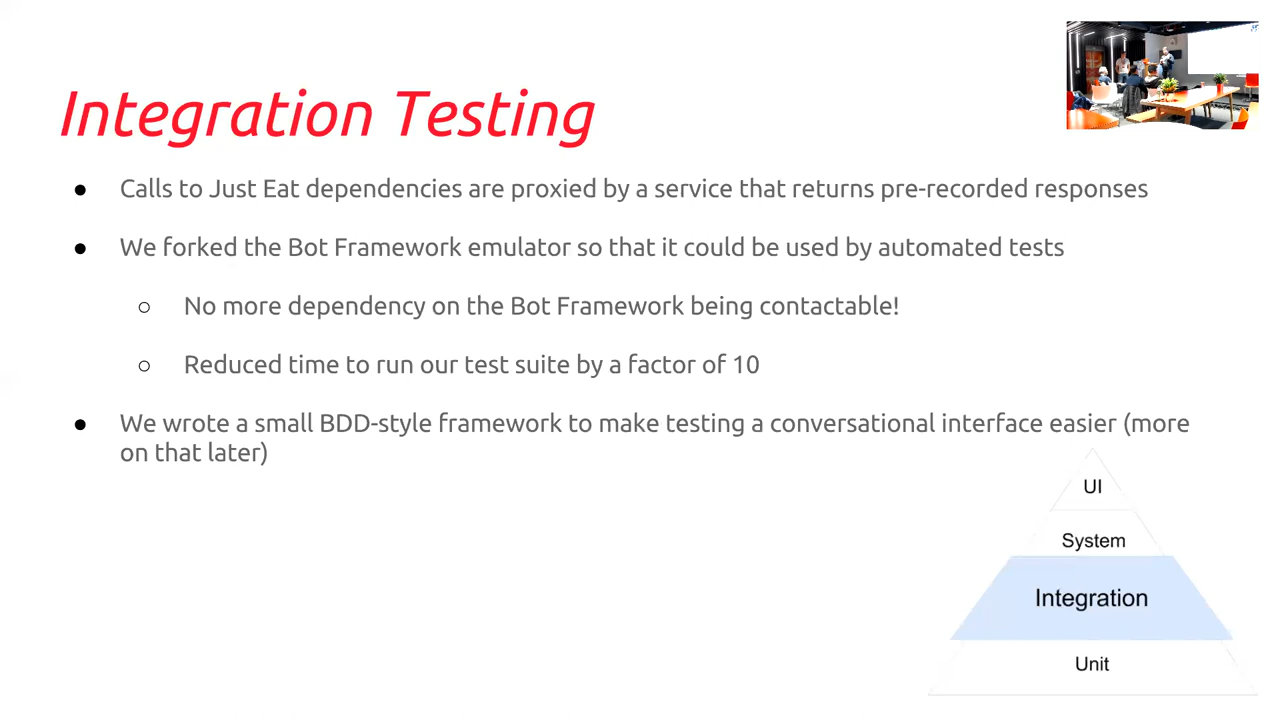 Integration Testing
● Calls to Just Eat dependencies are proxied by a service that returns pre-recorded responses
● We forked the Bot Framework emulator so that it could be used by automated tests
○ No more dependency on the Bot Framework being contactable!
○ Reduced time to run our test suite by a factor of 10
● We wrote a small BDD-style framework to make testing a conversational interface easier (more
on that later)
UI
System
Integration
Unit